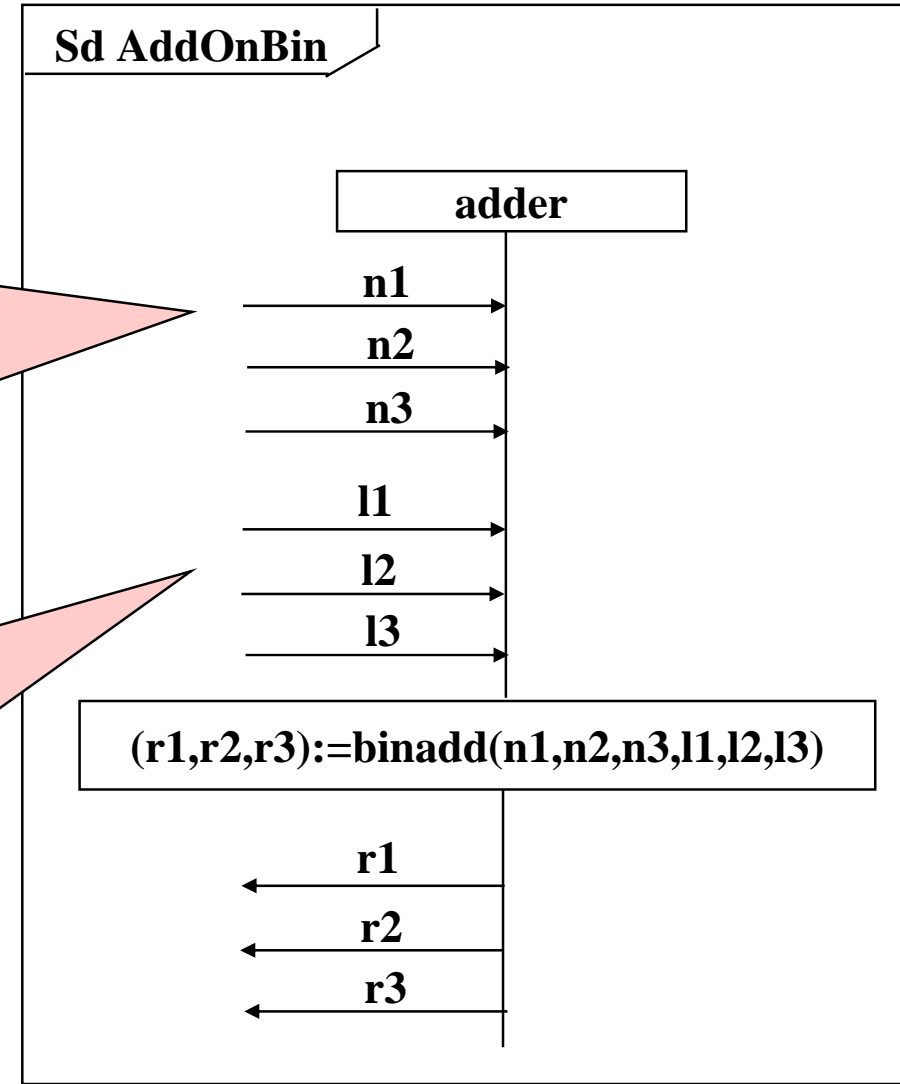 Sd AddOnBin
adder
n1
n2
n3
l1
l2
l3
(r1,r2,r3):=binadd(n1,n2,n3,l1,l2,l3)
r1
r2
r3